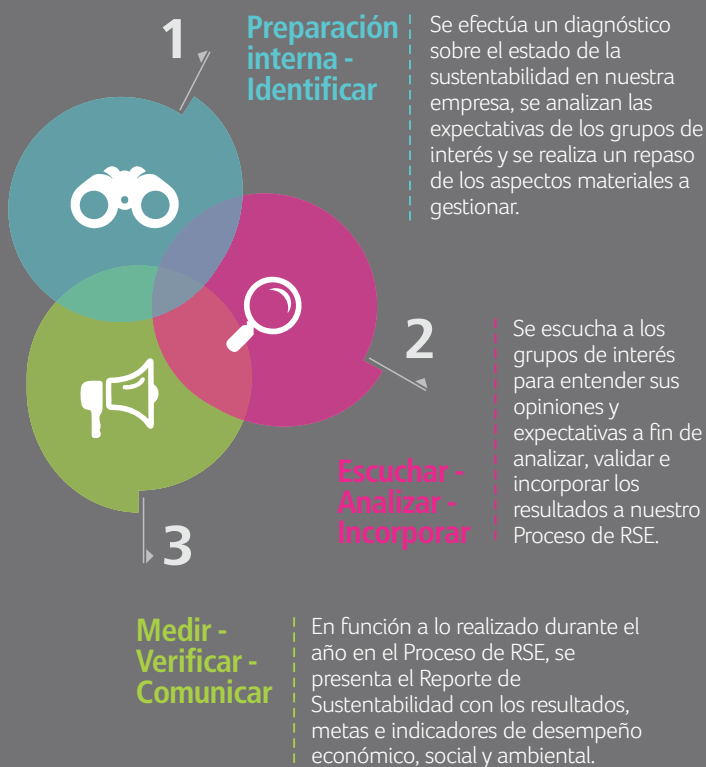 1
Preparación
interna -
Identificar
Se efectúa un diagnóstico
sobre el estado de la
sustentabilidad en nuestra
empresa, se analizan las
expectativas de los grupos de
interés y se realiza un repaso
de los aspectos materiales a
gestionar.
2
Escuchar -
Analizar -
Incorporar
Se escucha a los
grupos de interés
para entender sus
opiniones y
expectativas a fin de
analizar, validar e
incorporar los
resultados a nuestro
Proceso de RSE.
3
Medir -
Verificar -
Comunicar
En función a lo realizado durante el
año en el Proceso de RSE, se
presenta el Reporte de
Sustentabilidad con los resultados,
metas e indicadores de desempeño
económico, social y ambiental.